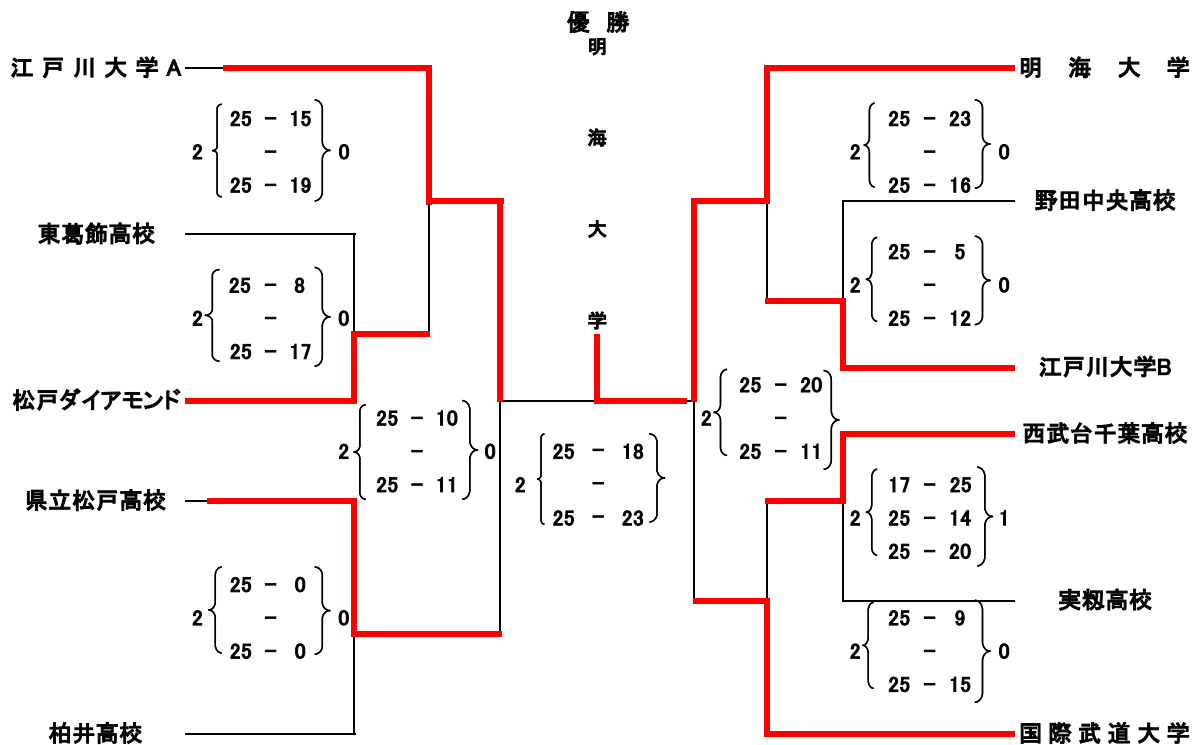 優 勝
明
海
大
学
江 戸 川 大 学 A
25 － 15
2 － 0
25 － 19
東葛飾高校
25 － 8
2 － 0
25 － 17
松戸ダイアモンド
25 － 10
2 － 0
25 － 11
県立松戸高校
25 － 0
2 － 0
25 － 0
柏井高校
25 － 18
2 －
25 － 23
明 海 大 学
25 － 23
2 － 0
25 － 16
野田中央高校
25 － 5
2 － 0
25 － 12
江戸川大学B
25 － 20
2 －
25 － 11
西武台千葉高校
17 － 25
2 25 － 14 1
25 － 20
実籾高校
25 － 9
2 － 0
25 － 15
国 際 武 道 大 学